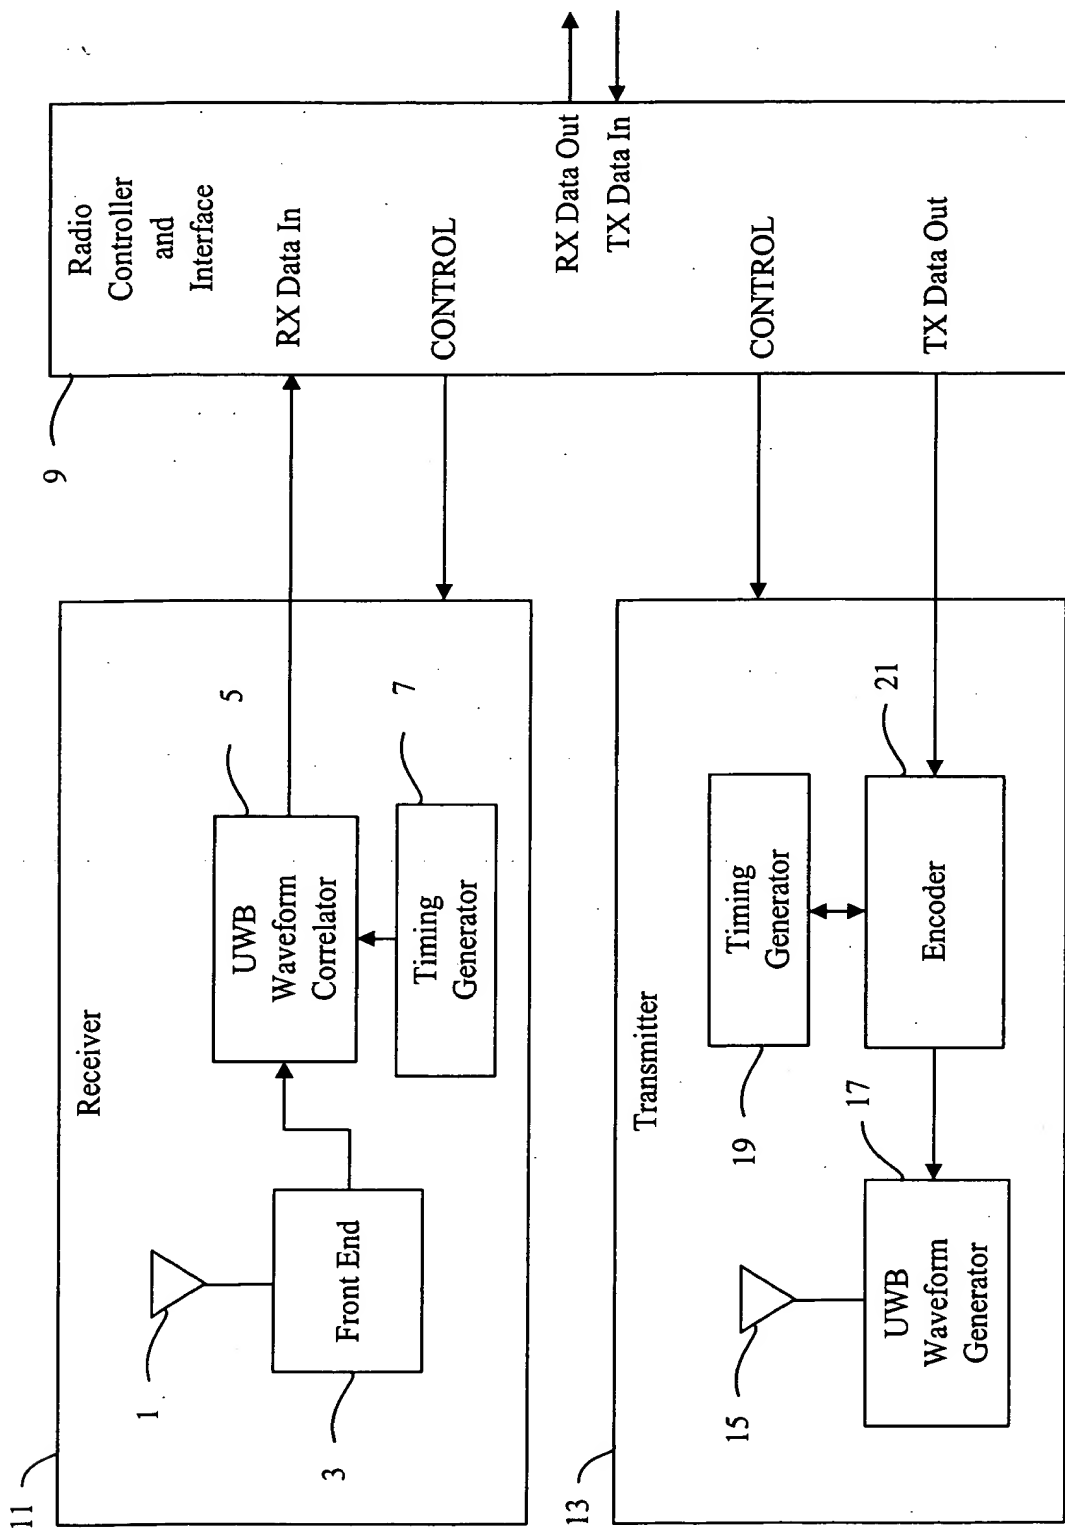 11
Receiver
1
3
Front End
5
UWB
Waveform
Correlator
7
Timing
Generator
9
Radio
Controller
and
Interface
RX Data In
CONTROL
RX Data Out
TX Data In
CONTROL
TX Data Out
13
Transmitter
15
17
UWB
Waveform
Generator
19
Timing
Generator
21
Encoder